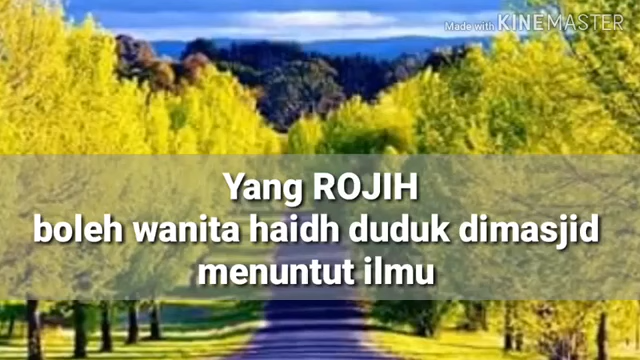 Made with KINEMASTER
Yang ROJIH
boleh wanita haidh duduk dimasjid
menuntut ilmu